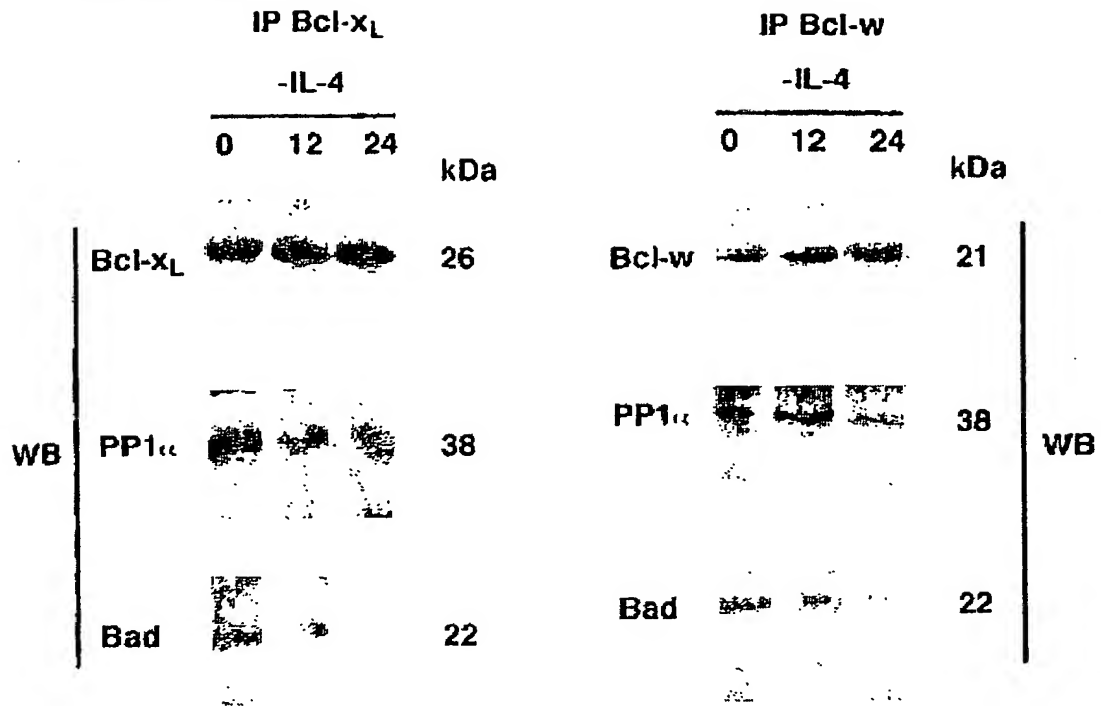 IP Bcl-xL
-IL-4
0 12 24
kDa
Bcl-xL 26
PP1α 38
Bad 22
WB
IP Bcl-w
-IL-4
0 12 24
kDa
Bcl-w 21
PP1α 38
Bad 22
WB